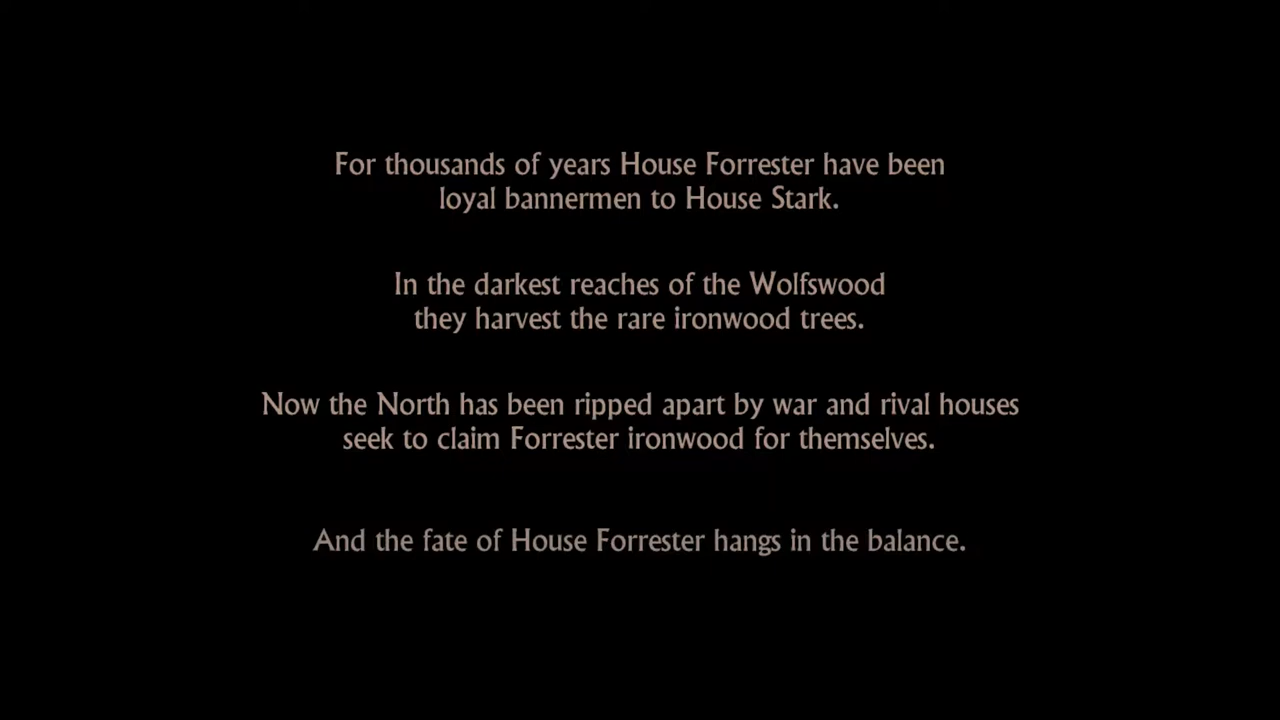 For thousands of years House Forrester have been
loyal bannermen to House Stark.
In the darkest reaches of the Wolfswood
they harvest the rare ironwood trees.
Now the North has been ripped apart by war and rival houses
seek to claim Forrester ironwood for themselves.
And the fate of House Forrester hangs in the balance.